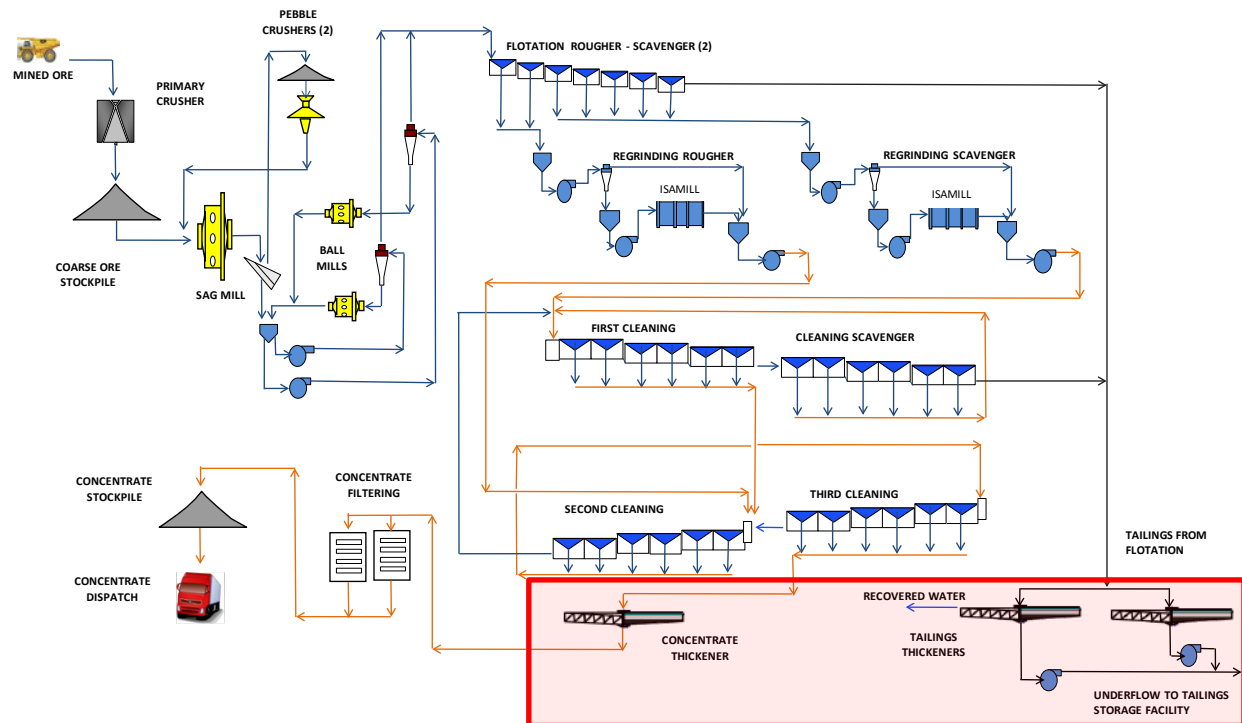 PEBBLE
CRUSHERS (2)
MINED ORE
PRIMARY
CRUSHER
FLOTATION ROUGHER - SCAVENGER (2)
REGRINDING ROUGHER
REGRINDING SCAVENGER
ISAMILL
ISAMILL
COARSE ORE
STOCKPILE
SAG MILL
BALL
MILLS
FIRST CLEANING
CLEANING SCAVENGER
CONCENTRATE
STOCKPILE
CONCENTRATE
FILTERING
SECOND CLEANING
THIRD CLEANING
TAILINGS FROM
FLOTATION
CONCENTRATE
DISPATCH
RECOVERED WATER
CONCENTRATE
THICKENER
TAILINGS
THICKENERS
UNDERFLOW TO TAILINGS
STORAGE FACILITY